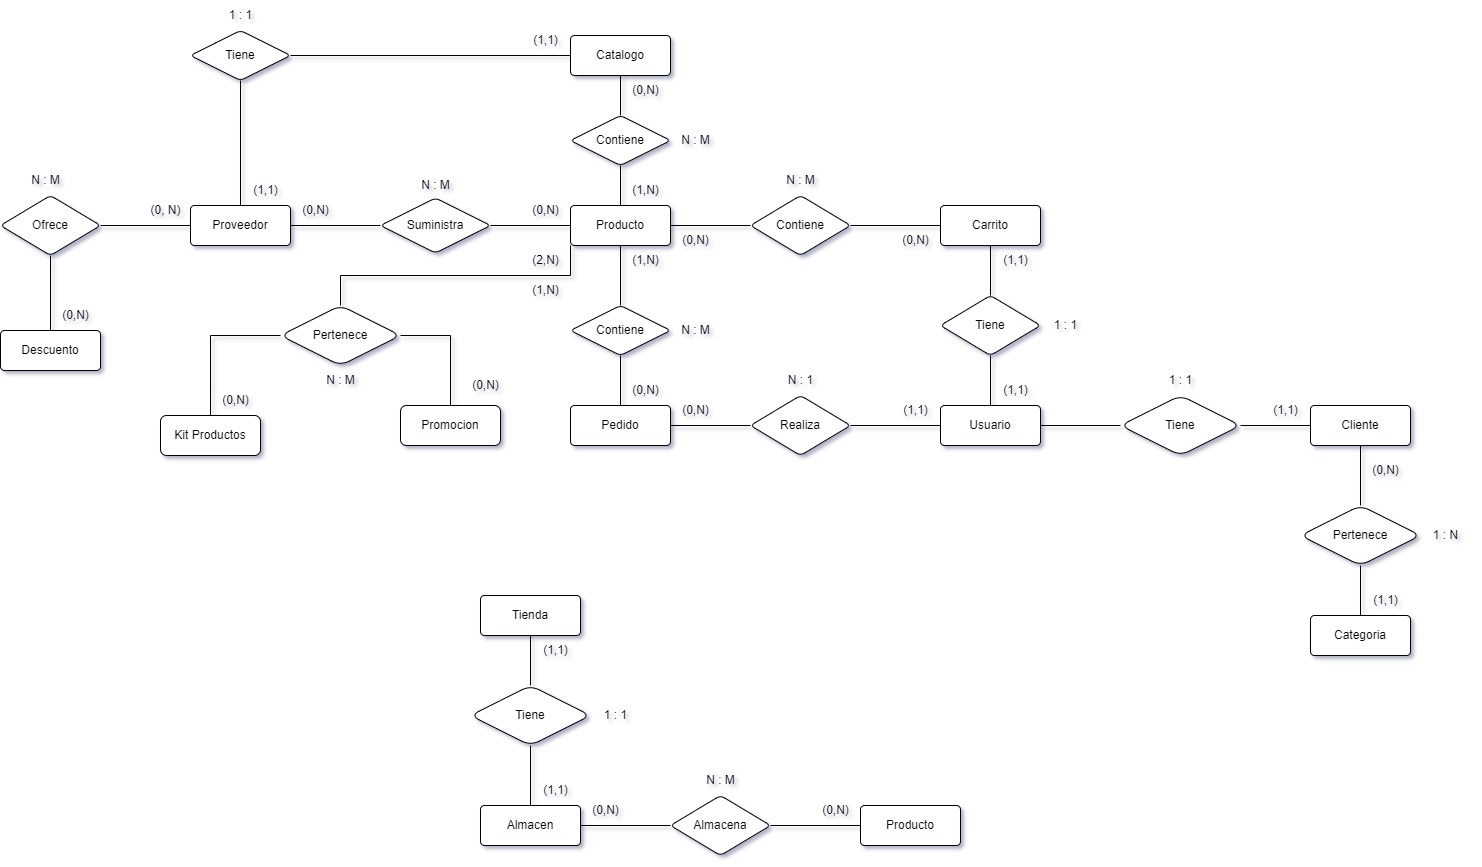 1 : 1
Tiene
(1,1)
Catalogo
(0,N)
Contiene
N : M
N : M
(0, N)
(1,1)
(0,N)
N : M
(0,N)
(1,N)
N : M
Ofrece
Proveedor
Suministra
Producto
(0,N)
Contiene
(0,N)
Carrito
(2,N)
(1,N)
(1,1)
(1,N)
(0,N)
Descuento
Pertenece
N : M
Contiene
N : M
Tiene
1 : 1
(0,N)
(0,N)
(0,N)
(0,N)
N : 1
(1,1)
(1,1)
1 : 1
(1,1)
Kit Productos
Promocion
Pedido
Realiza
Usuario
Tiene
Cliente
(0,N)
Pertenece
1 : N
(1,1)
Categoria
Tienda
(1,1)
Tiene
1 : 1
(1,1)
(0,N)
N : M
(0,N)
Almacen
Almacena
Producto